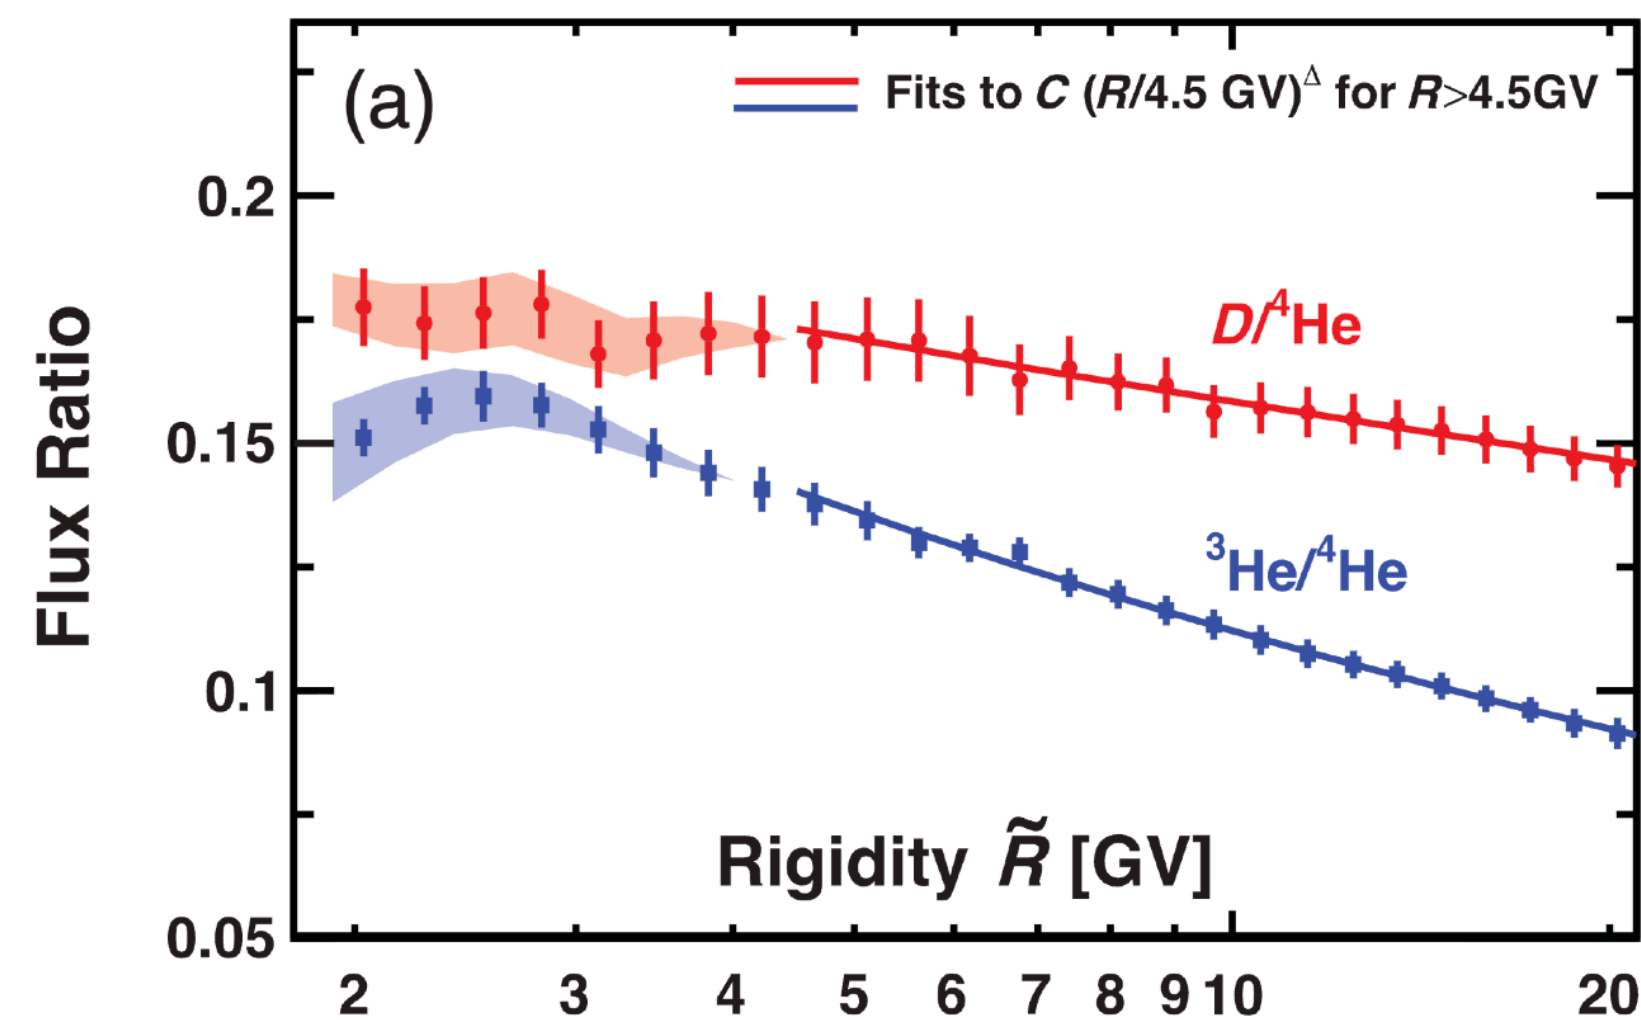 (a)
Fits to C (R/4.5 GV)^Δ for R>4.5GV
0.2
D/⁴He
0.15
³He/⁴He
0.1
Flux Ratio
Rigidity R̃ [GV]
0.05
2 3 4 5 6 7 8 9 10 20